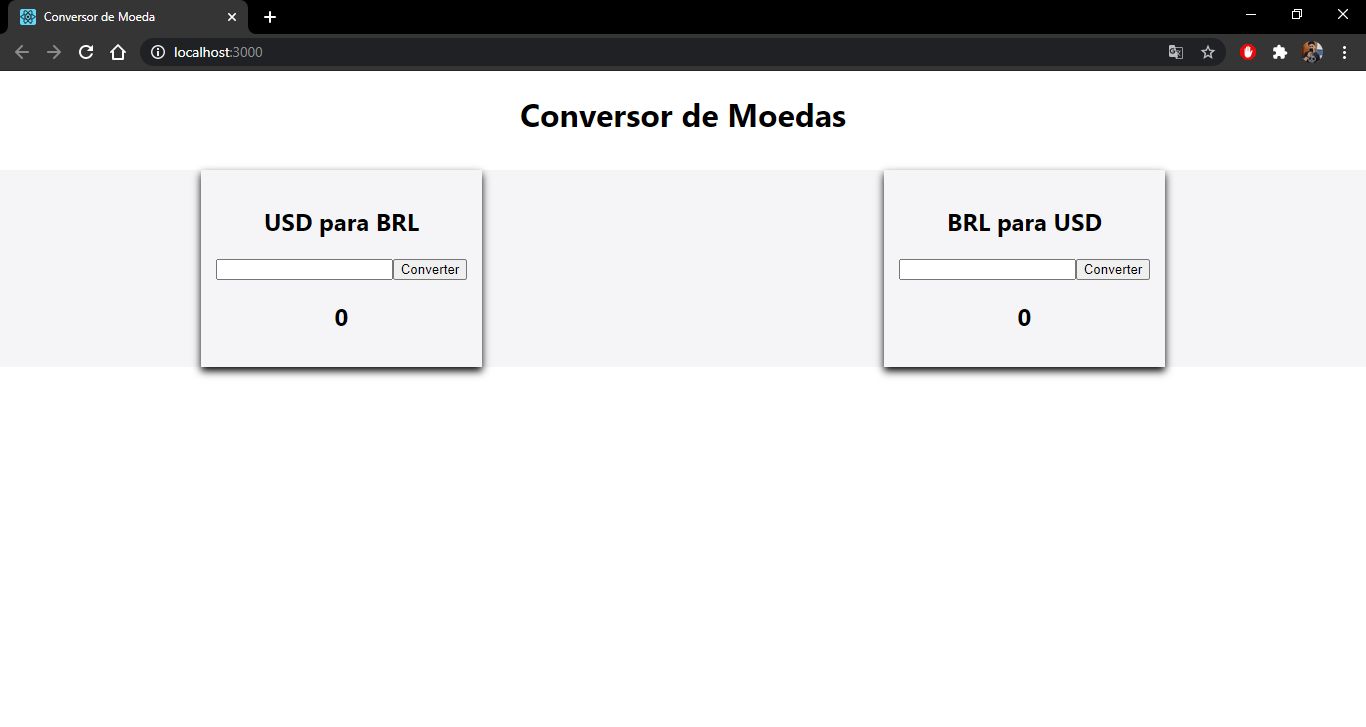 Conversor de Moeda
localhost:3000
Conversor de Moedas
USD para BRL
Converter
0
BRL para USD
Converter
0